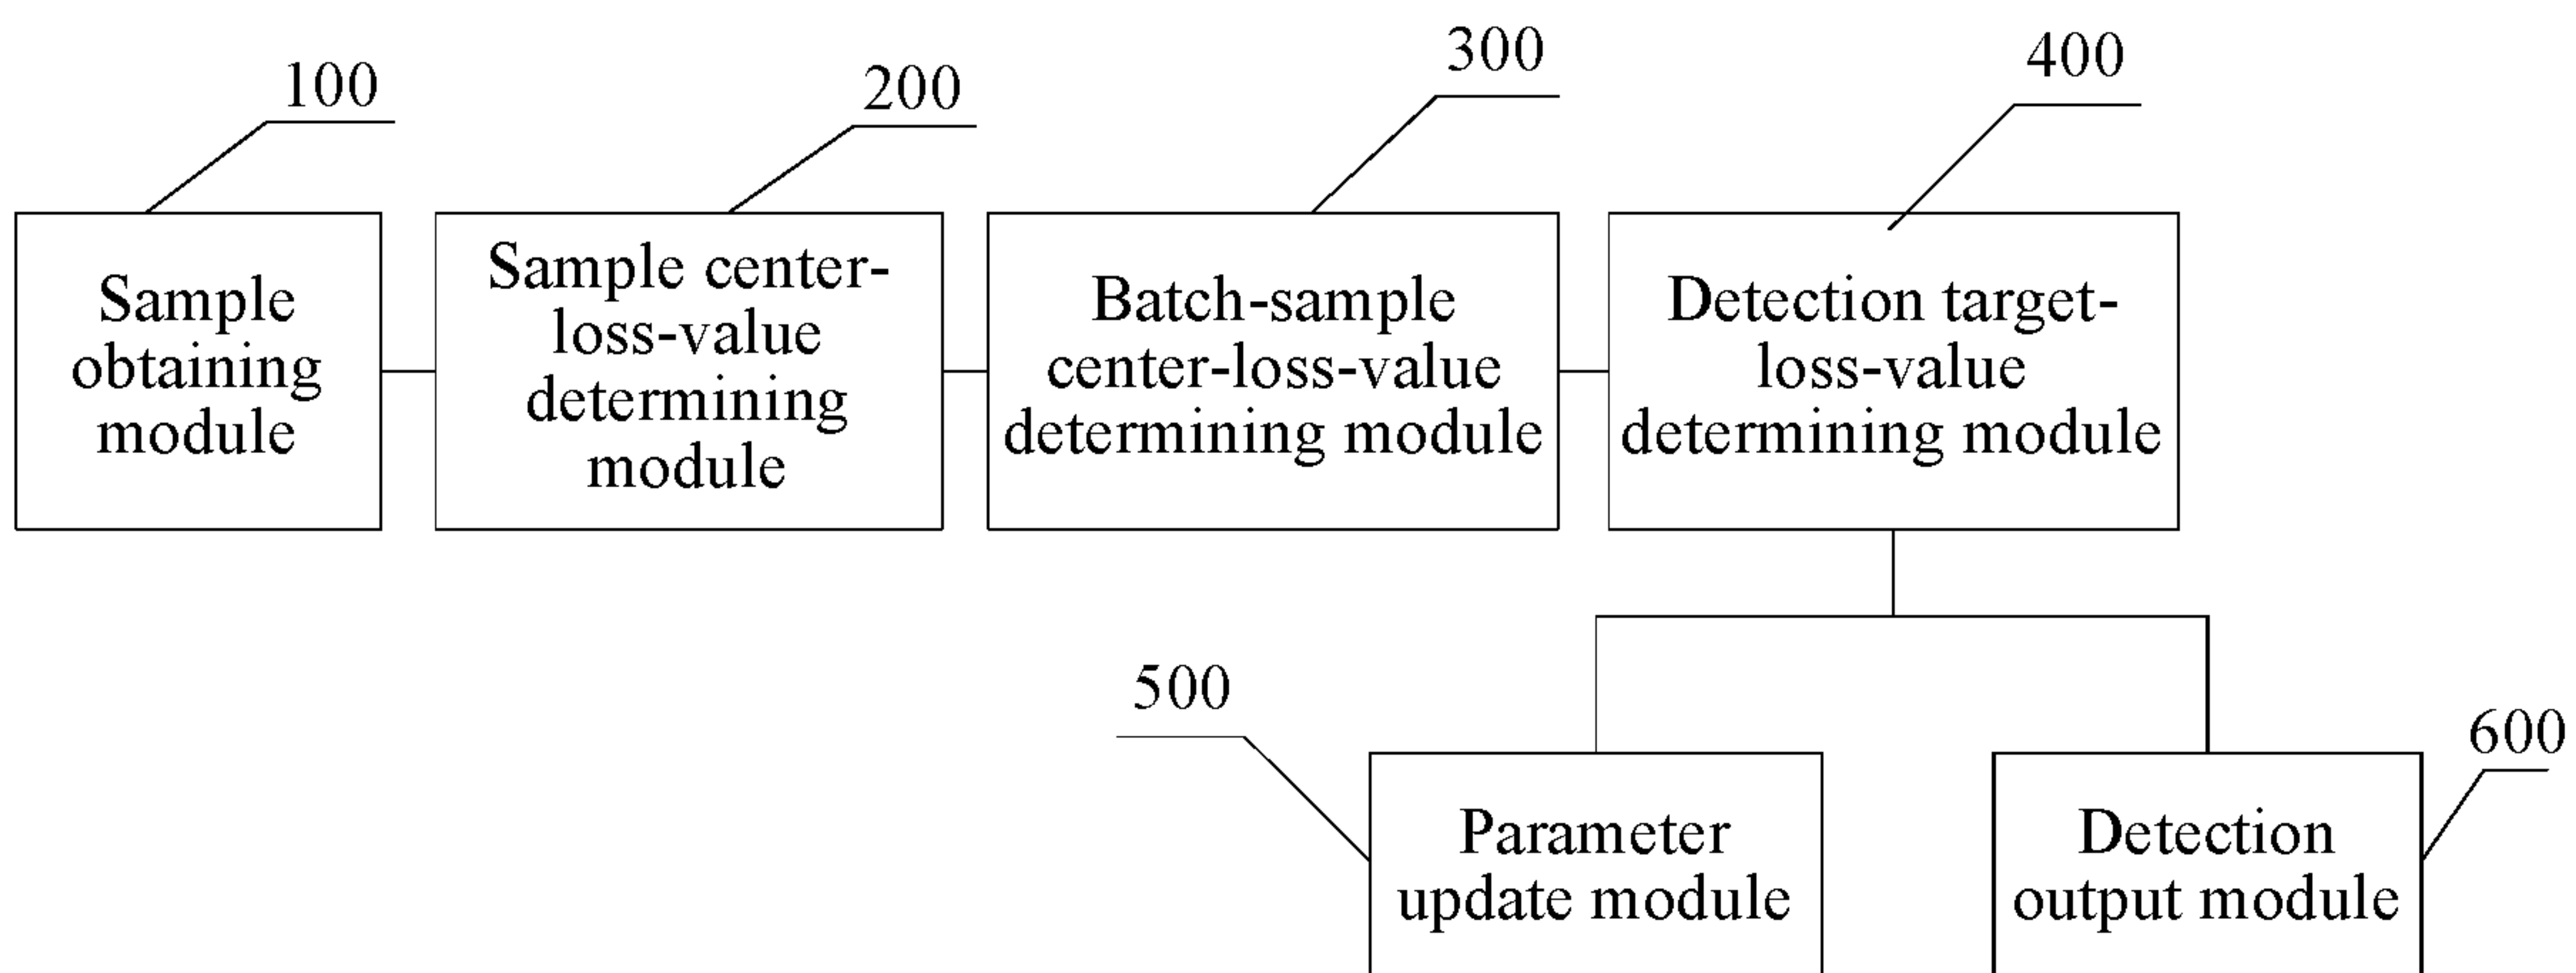 100
200
300
400
Sample
obtaining
module
Sample center-
loss-value
determining
module
Batch-sample
center-loss-value
determining module
Detection target-
loss-value
determining module
500
600
Parameter
update module
Detection
output module